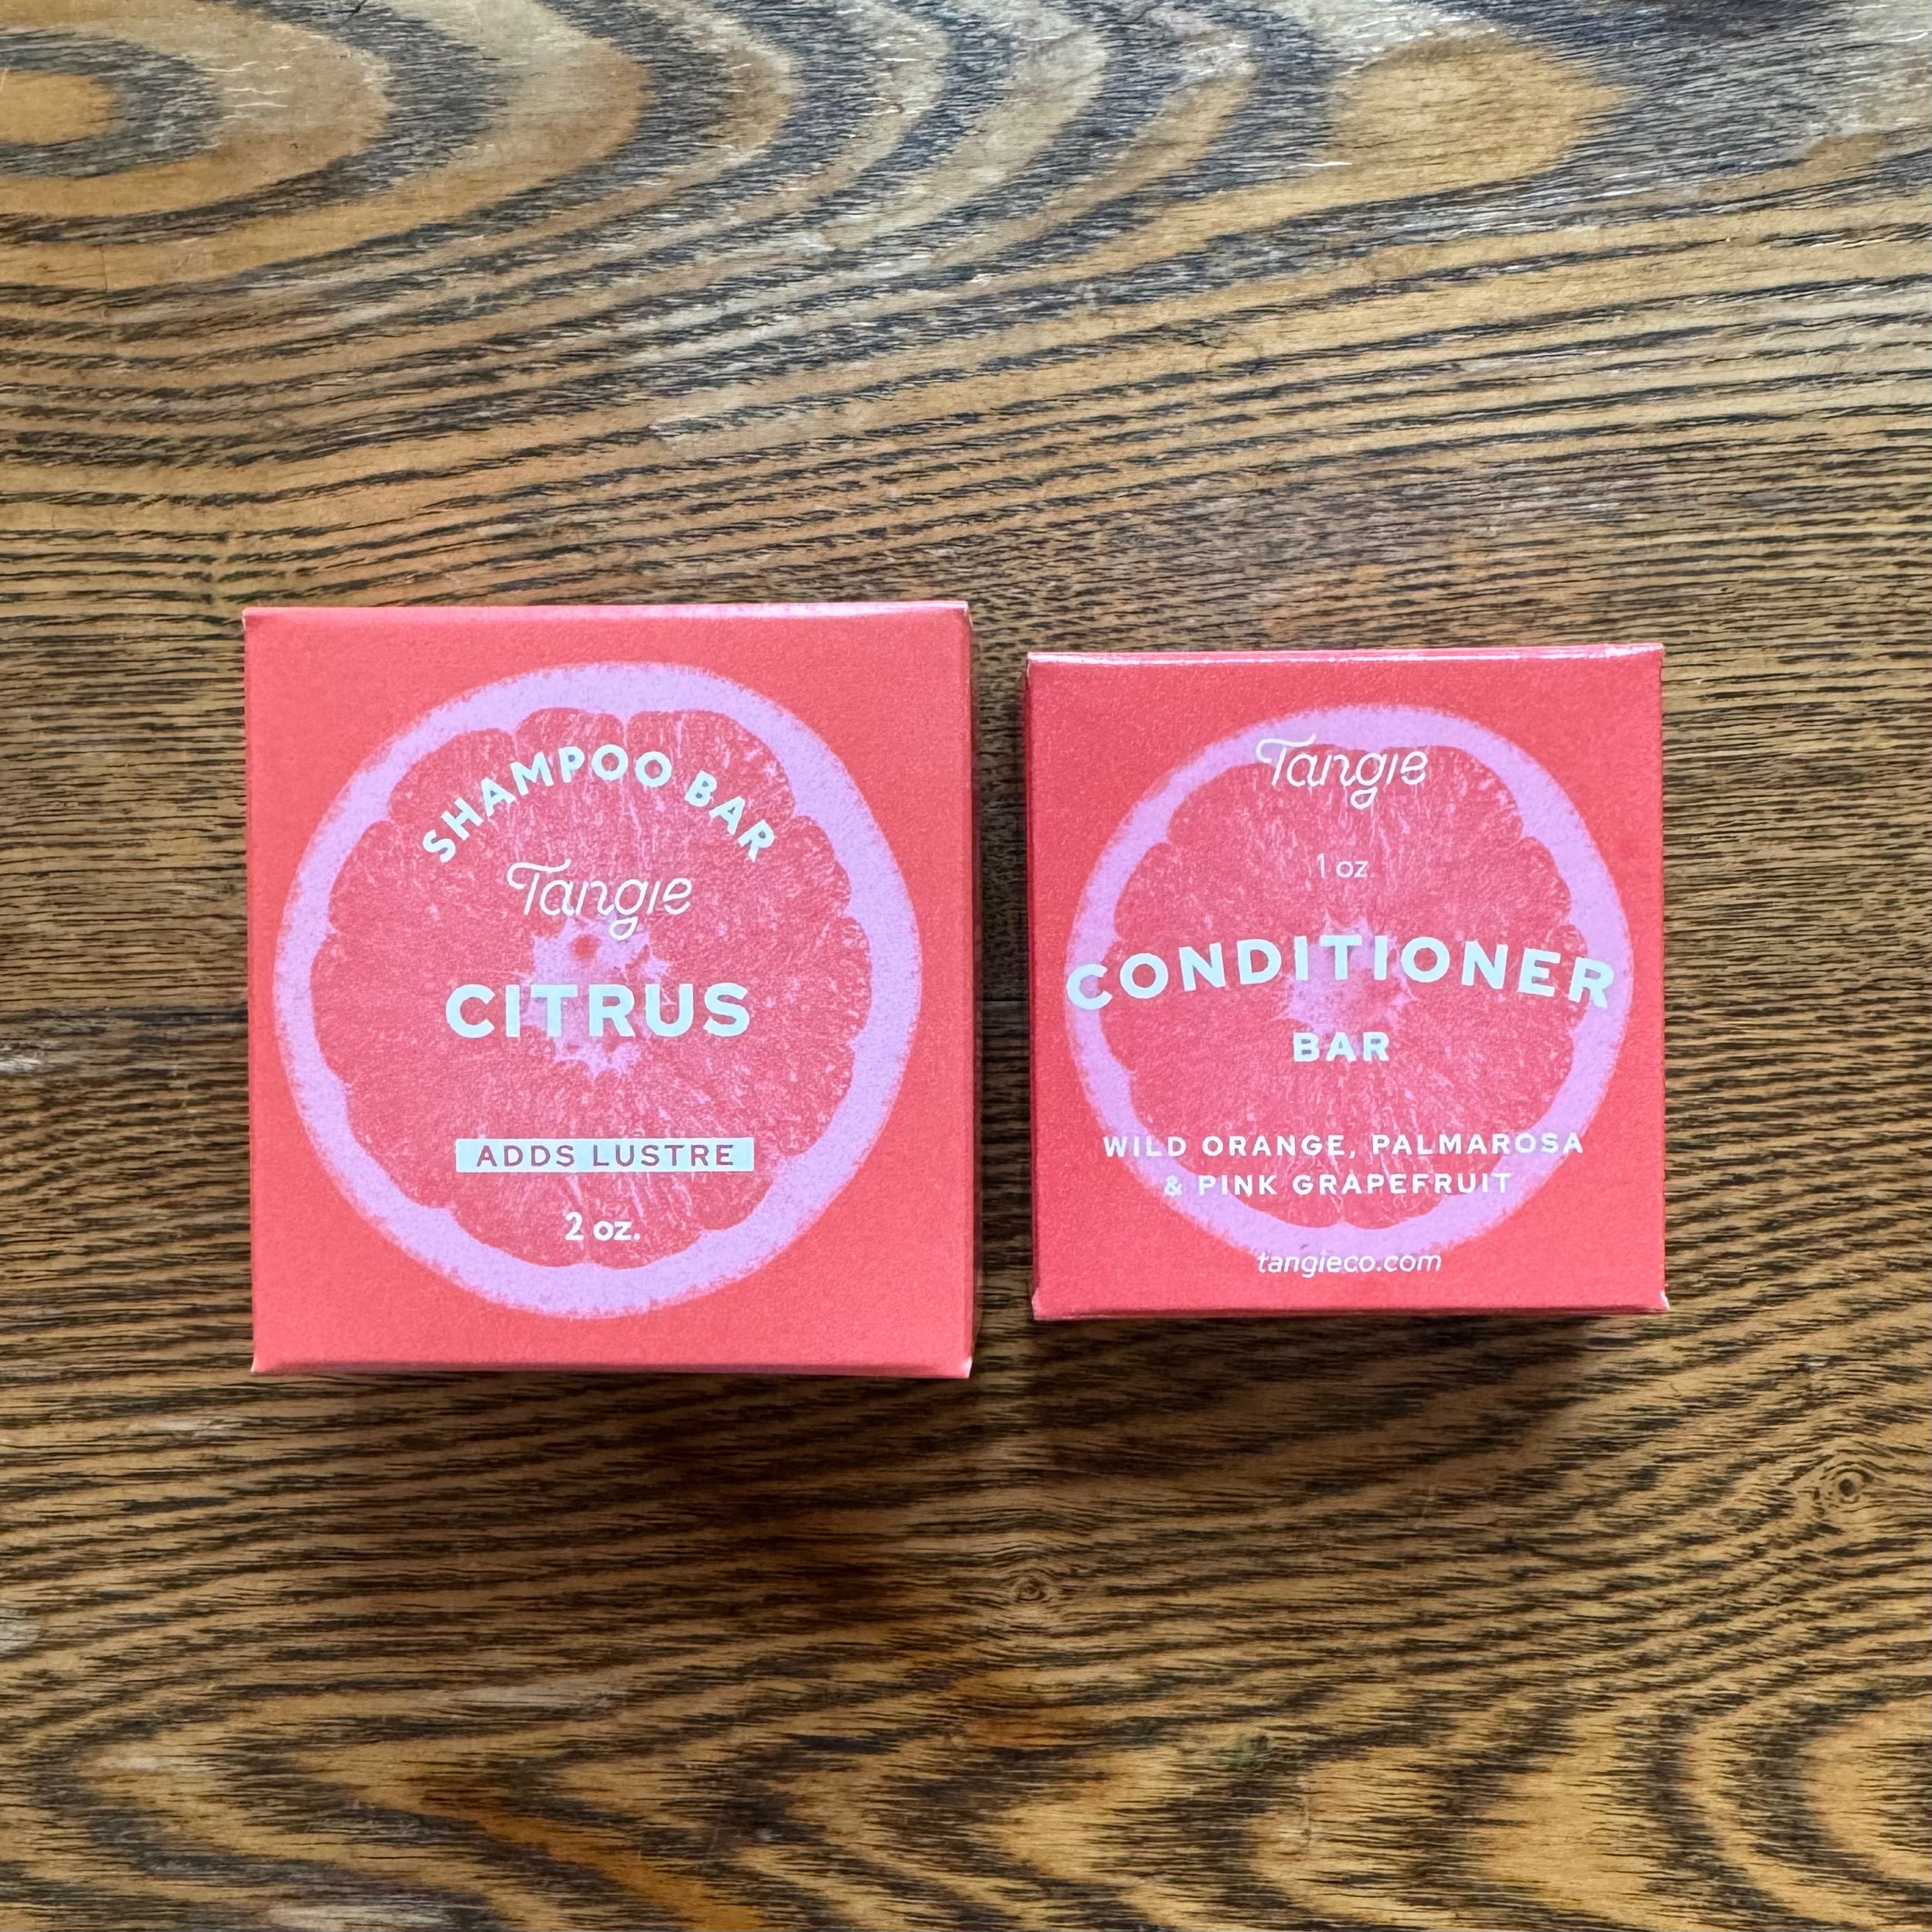 SHAMPOO BAR
Tangie
CITRUS
ADDS LUSTRE
2 oz.
Tangie
1 oz.
CONDITIONER
BAR
WILD ORANGE, PALMAROSA
& PINK GRAPEFRUIT
tangieco.com